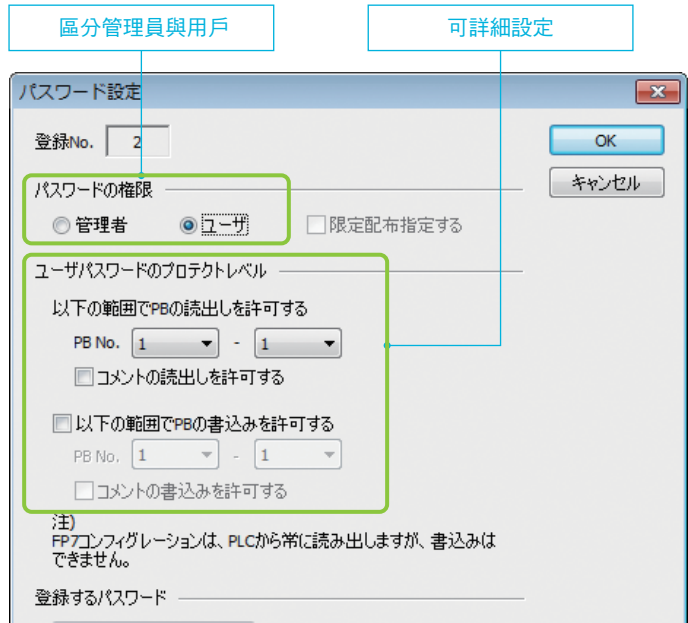 區分管理員與用戶
可詳細設定
パスワード設定
登録No. 2
OK
パスワードの権限
キャンセル
管理者 ユーザ 限定配布指定する
ユーザパスワードのプロテクトレベル
以下の範囲でPBの読出しを許可する
PB No. 1 - 1
コメントの読出しを許可する
以下の範囲でPBの書込みを許可する
PB No. 1 - 1
コメントの書込みを許可する
注)
FP7コンフィグレーションは、PLCから常に読み出しますが、書込みは
できません。
登録するパスワード